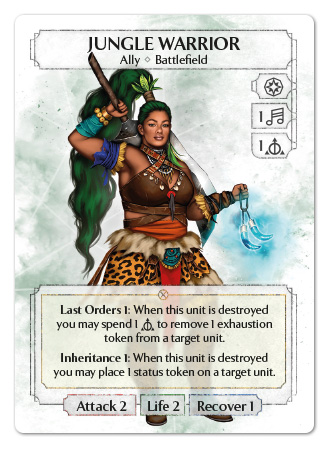 JUNGLE WARRIOR
Ally ◇ Battlefield
1
1
Last Orders 1: When this unit is destroyed
you may spend 1 to remove 1 exhaustion
token from a target unit.
Inheritance 1: When this unit is destroyed
you may place 1 status token on a target unit.
Attack 2 Life 2 Recover 1